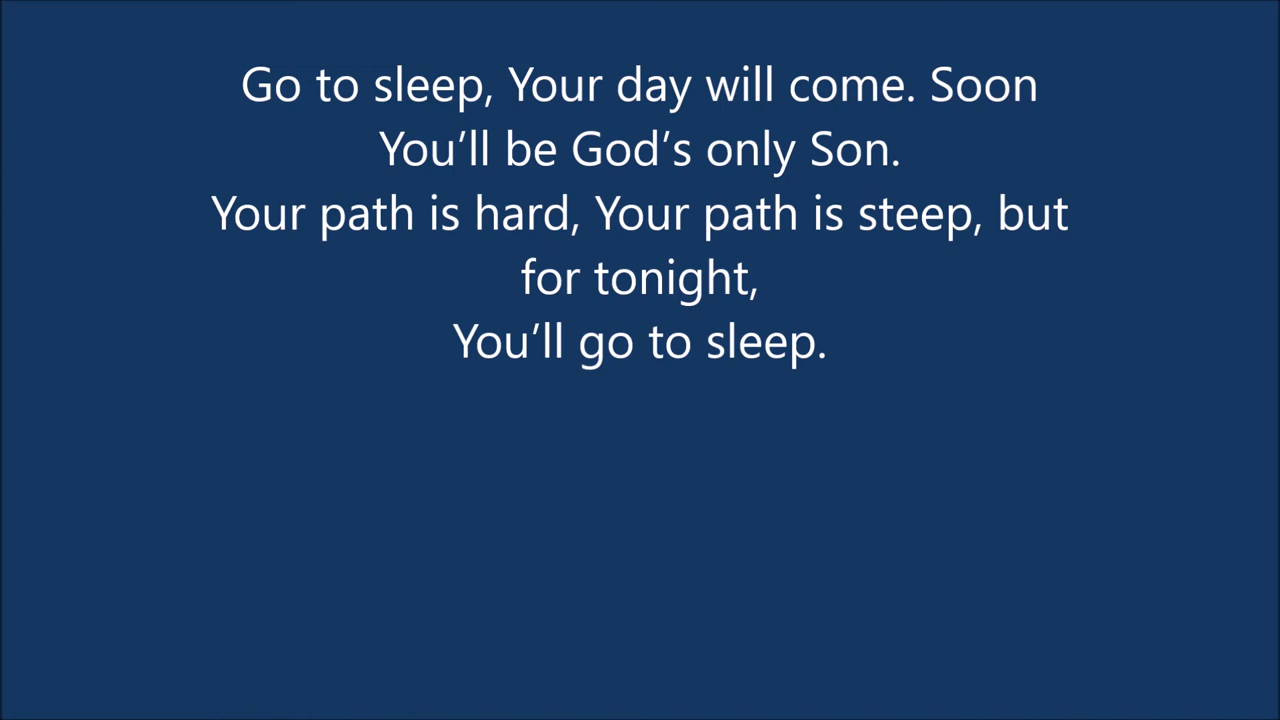 Go to sleep, Your day will come. Soon
You’ll be God’s only Son.
Your path is hard, Your path is steep, but
for tonight,
You’ll go to sleep.